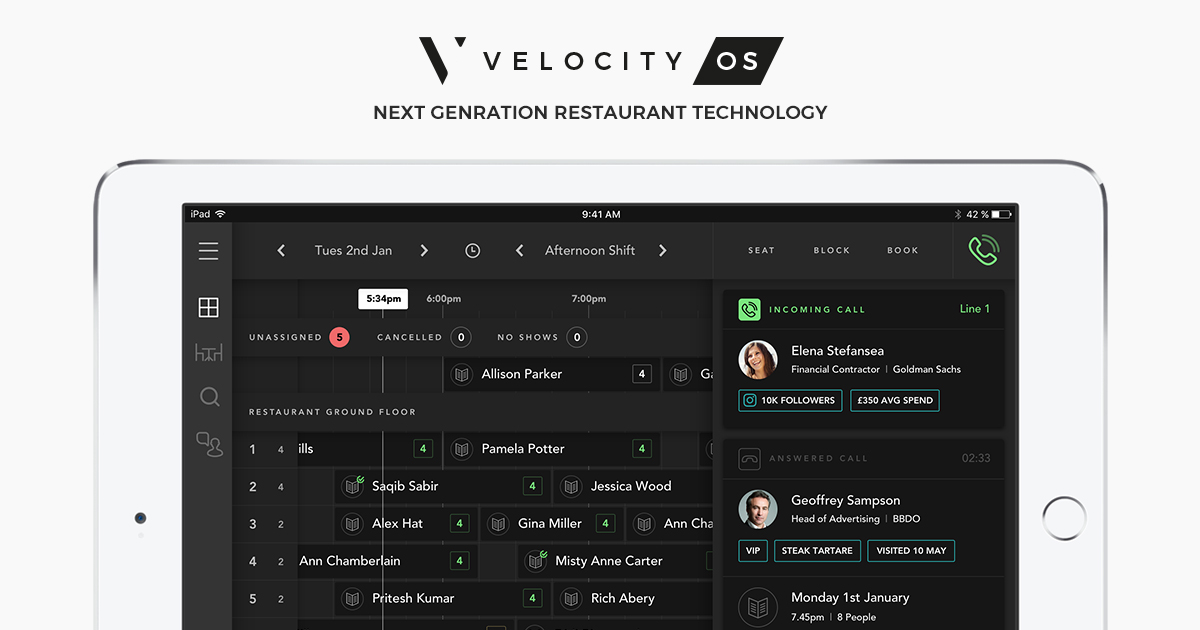 VELOCITY OS
NEXT GENRATION RESTAURANT TECHNOLOGY
iPad 9:41 AM 42 %
Tues 2nd Jan Afternoon Shift SEAT BLOCK BOOK
5:34pm 6:00pm 7:00pm
UNASSIGNED 5 CANCELLED 0 NO SHOWS 0
Allison Parker 4 Ga
RESTAURANT GROUND FLOOR
1 4 ills 4 Pamela Potter 4
2 4 Saqib Sabir 4 Jessica Wood
3 2 Alex Hat 4 Gina Miller 4 Ann Cha
4 2 Ann Chamberlain 4 Misty Anne Carter
5 2 Pritesh Kumar 4 Rich Abery
INCOMING CALL Line 1
Elena Stefansea
Financial Contractor | Goldman Sachs
10K FOLLOWERS £350 AVG SPEND
ANSWERED CALL 02:33
Geoffrey Sampson
Head of Advertising | BBDO
VIP STEAK TARTARE VISITED 10 MAY
Monday 1st January
7.45pm | 8 People